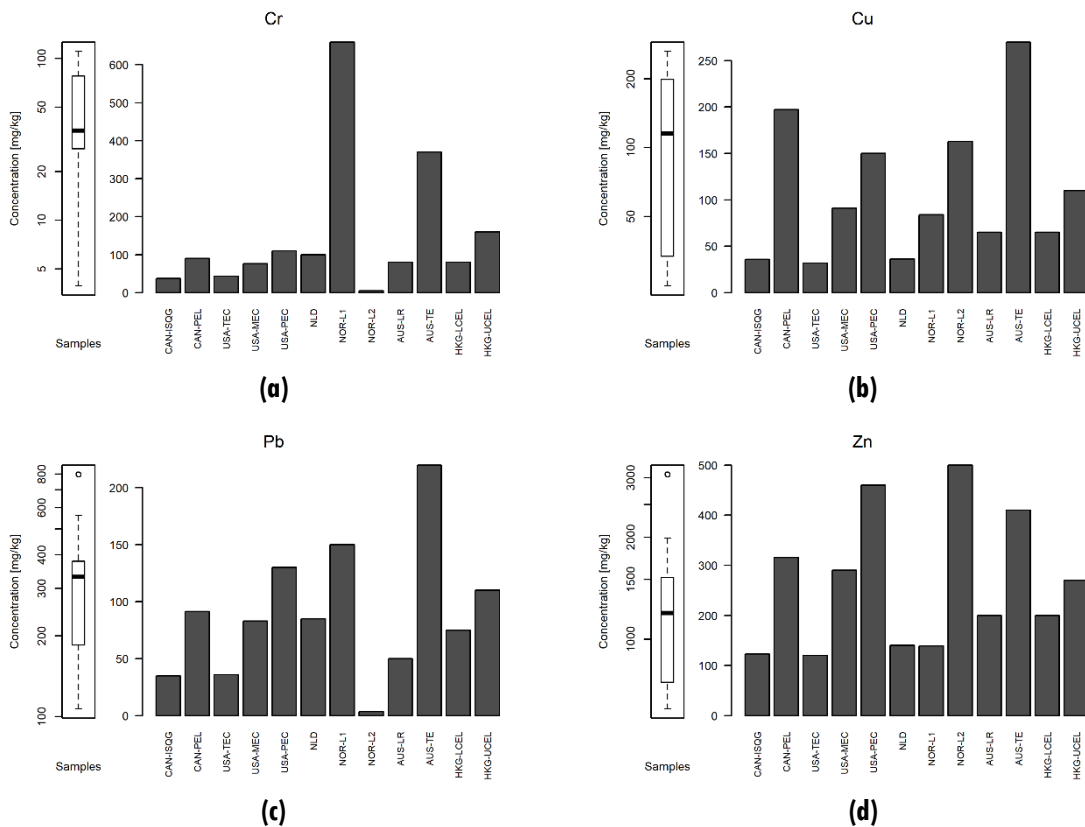 Cr
Concentration [mg/kg]
100
50
20
10
5
600
500
400
300
200
100
0
CAN-ISQG
CAN-PEL
USA-TEC
USA-MEC
USA-PEC
NLD
NOR-L1
NOR-L2
AUS-LR
AUS-TE
HKG-LCEL
HKG-UCEL
Samples
(a)
Cu
Concentration [mg/kg]
200
100
50
250
200
150
100
50
0
CAN-ISQG
CAN-PEL
USA-TEC
USA-MEC
USA-PEC
NLD
NOR-L1
NOR-L2
AUS-LR
AUS-TE
HKG-LCEL
HKG-UCEL
Samples
(b)
Pb
Concentration [mg/kg]
800
600
400
300
200
100
200
150
100
50
0
CAN-ISQG
CAN-PEL
USA-TEC
USA-MEC
USA-PEC
NLD
NOR-L1
NOR-L2
AUS-LR
AUS-TE
HKG-LCEL
HKG-UCEL
Samples
(c)
Zn
Concentration [mg/kg]
3000
2000
1500
1000
500
400
300
200
100
0
CAN-ISQG
CAN-PEL
USA-TEC
USA-MEC
USA-PEC
NLD
NOR-L1
NOR-L2
AUS-LR
AUS-TE
HKG-LCEL
HKG-UCEL
Samples
(d)